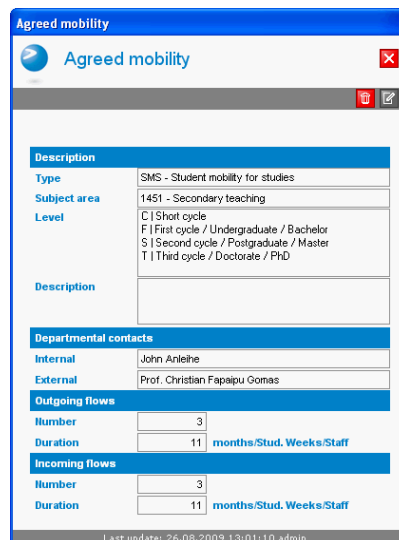 Agreed mobility
Agreed mobility
Description
Type SMS - Student mobility for studies
Subject area 1451 - Secondary teaching
Level C | Short cycle
F | First cycle / Undergraduate / Bachelor
S | Second cycle / Postgraduate / Master
T | Third cycle / Doctorate / PhD
Description
Departmental contacts
Internal John Anleihe
External Prof. Christian Fapaipu Gomas
Outgoing flows
Number 3
Duration 11 months/Stud. Weeks/Staff
Incoming flows
Number 3
Duration 11 months/Stud. Weeks/Staff
Last update: 26.08.2009 13:01:10 admin